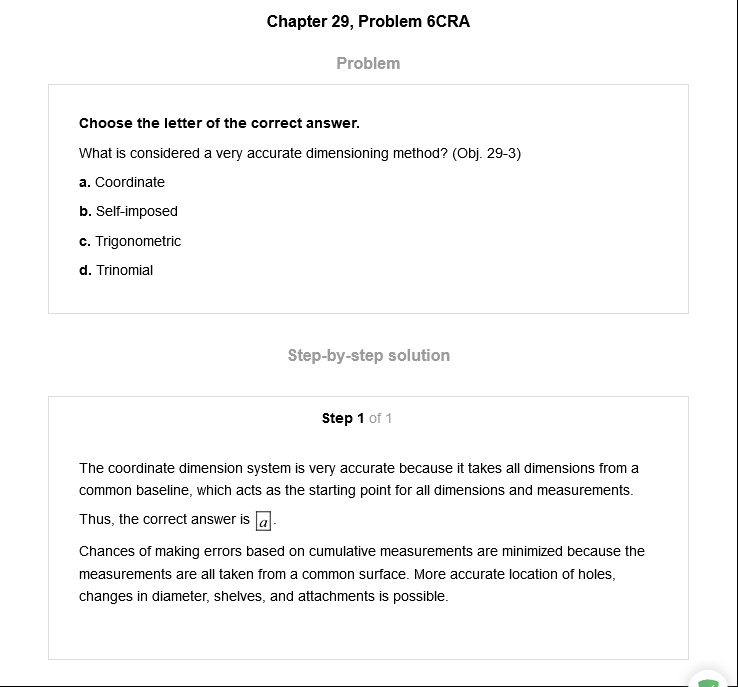 Chapter 29, Problem 6CRA
Problem
Choose the letter of the correct answer.
What is considered a very accurate dimensioning method? (Obj. 29-3)
a. Coordinate
b. Self-imposed
c. Trigonometric
d. Trinomial
Step-by-step solution
Step 1 of 1
The coordinate dimension system is very accurate because it takes all dimensions from a
common baseline, which acts as the starting point for all dimensions and measurements.
Thus, the correct answer is a.
Chances of making errors based on cumulative measurements are minimized because the
measurements are all taken from a common surface. More accurate location of holes,
changes in diameter, shelves, and attachments is possible.